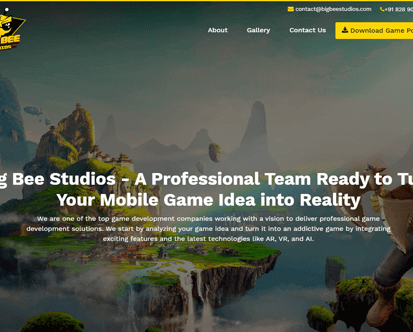 contact@bigbeestudios.com +91 828 90
BEE
About Gallery Contact Us Download Game Po
g Bee Studios - A Professional Team Ready to Tu
Your Mobile Game Idea into Reality
We are one of the top game development companies working with a vision to deliver professional game
development solutions. We start by analyzing your game idea and turn it into an addictive game by integrating
exciting features and the latest technologies like AR, VR, and AI.